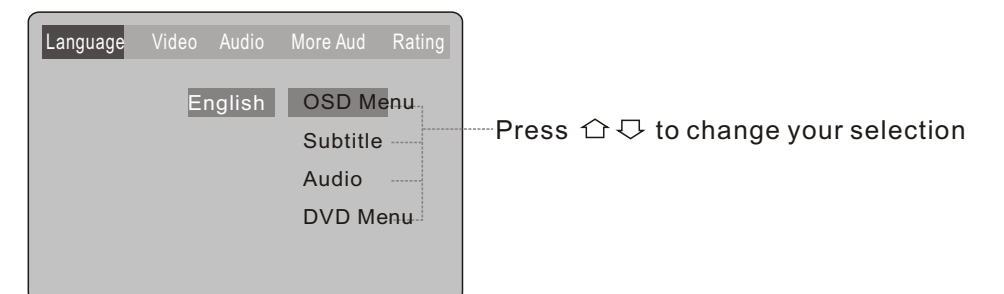 Language Video Audio More Aud Rating
English OSD Menu
Press ⇧ ⇩ to change your selection
Subtitle
Audio
DVD Menu